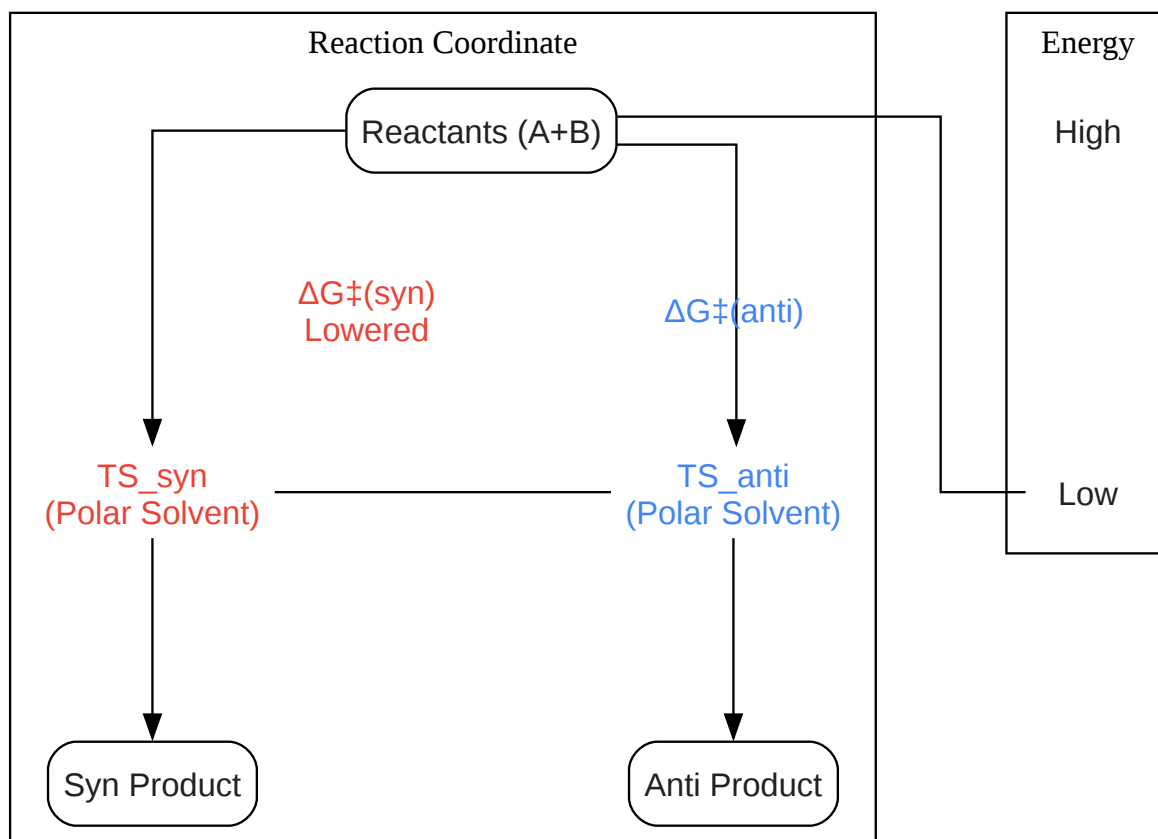 Reaction Coordinate
Energy
Reactants (A+B)
High
ΔG‡(syn)
Lowered
ΔG‡(anti)
TS_syn
(Polar Solvent)
TS_anti
(Polar Solvent)
Low
Syn Product
Anti Product